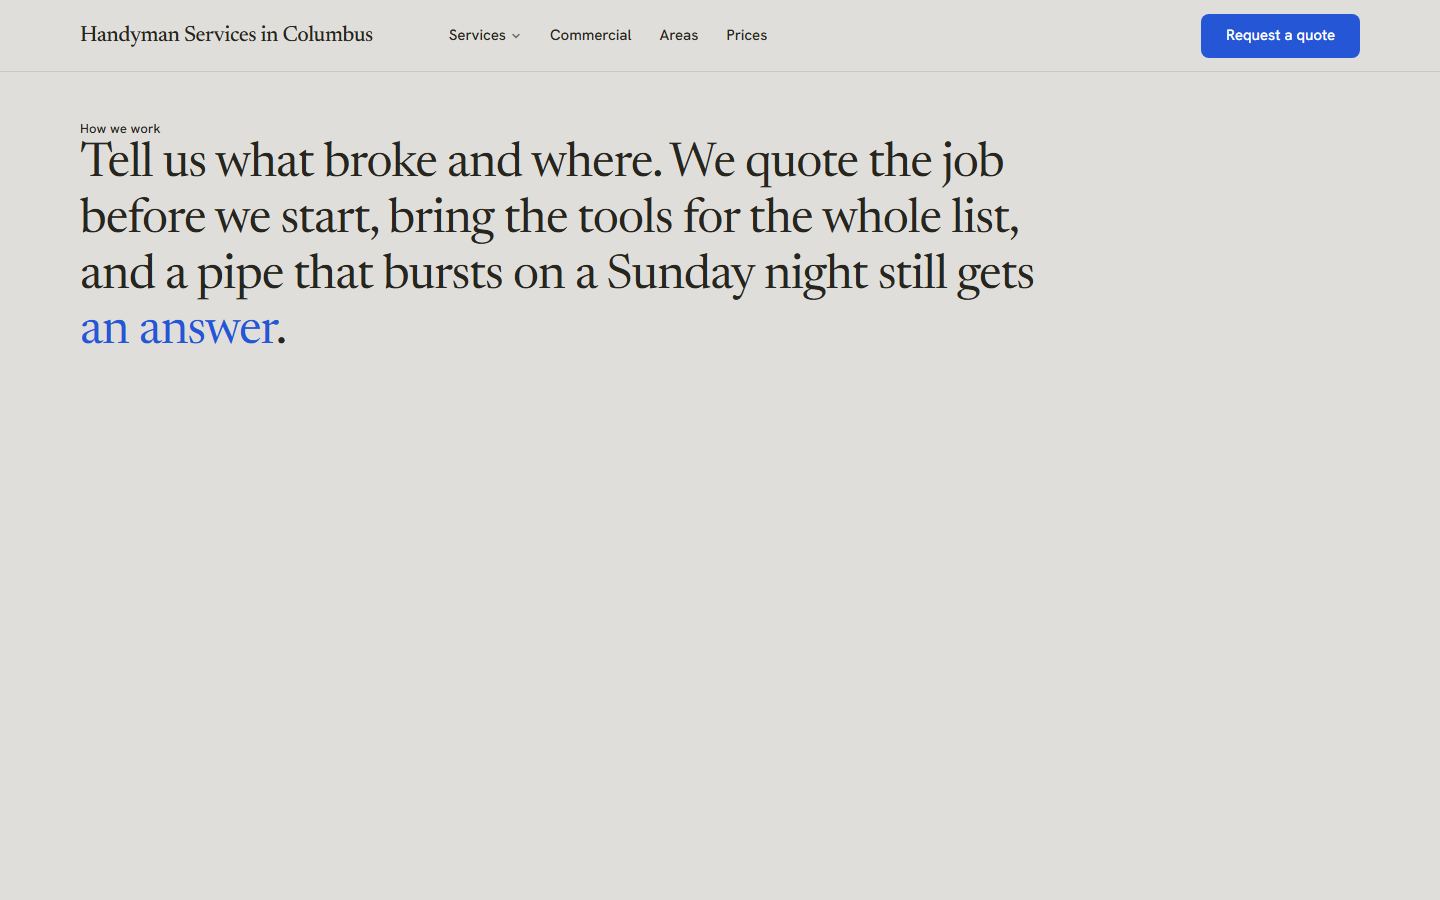 Handyman Services in Columbus
Services
Commercial
Areas
Prices
Request a quote
How we work
Tell us what broke and where. We quote the job
before we start, bring the tools for the whole list,
and a pipe that bursts on a Sunday night still gets
an answer.